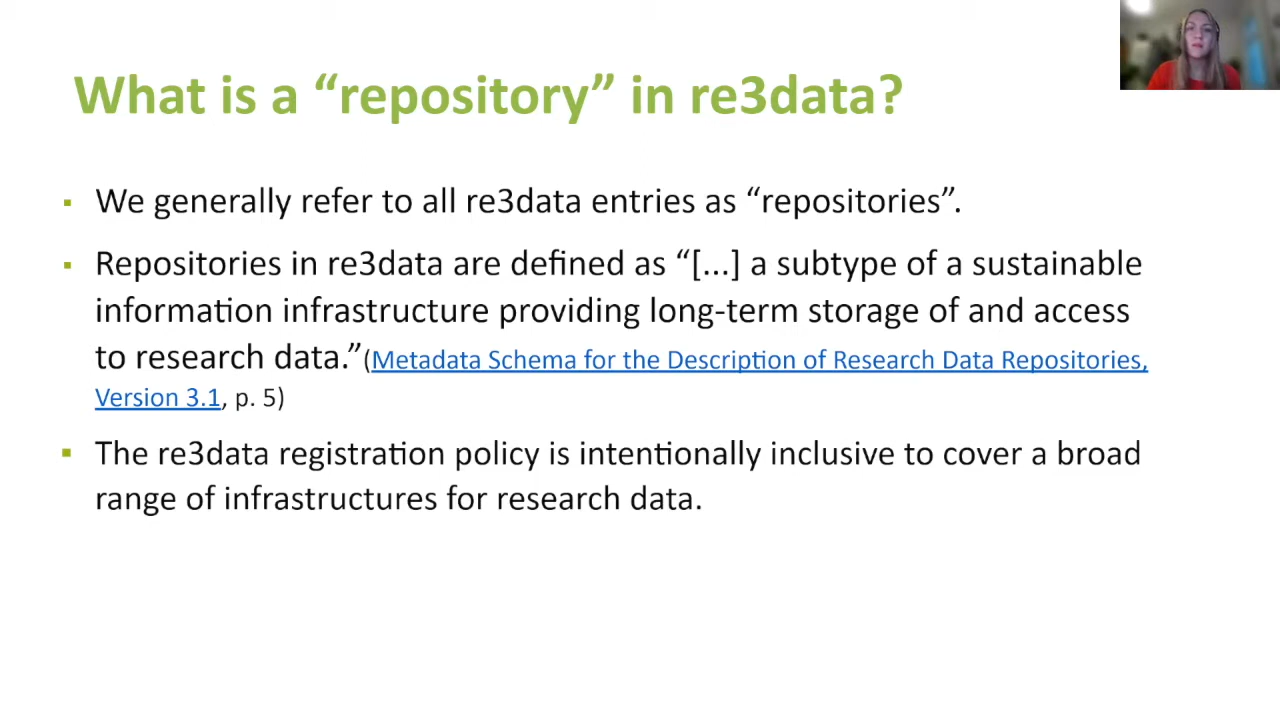 What is a “repository” in re3data?
▪ We generally refer to all re3data entries as “repositories”.
▪ Repositories in re3data are defined as “[...] a subtype of a sustainable
information infrastructure providing long-term storage of and access
to research data.”(Metadata Schema for the Description of Research Data Repositories,
Version 3.1, p. 5)
▪ The re3data registration policy is intentionally inclusive to cover a broad
range of infrastructures for research data.